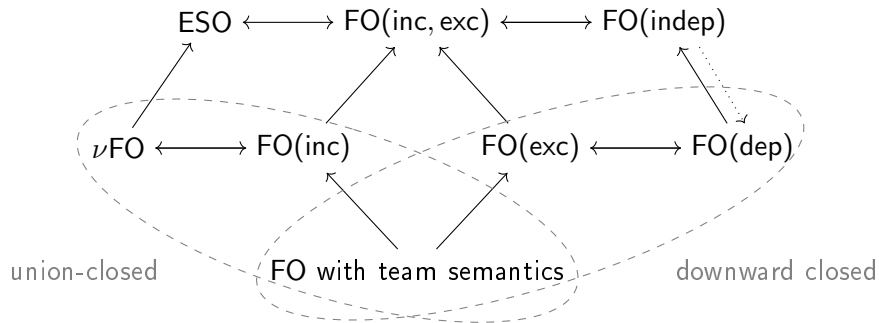 ESO FO(inc, exc) FO(indep)
νFO FO(inc) FO(exc) FO(dep)
union-closed FO with team semantics downward closed